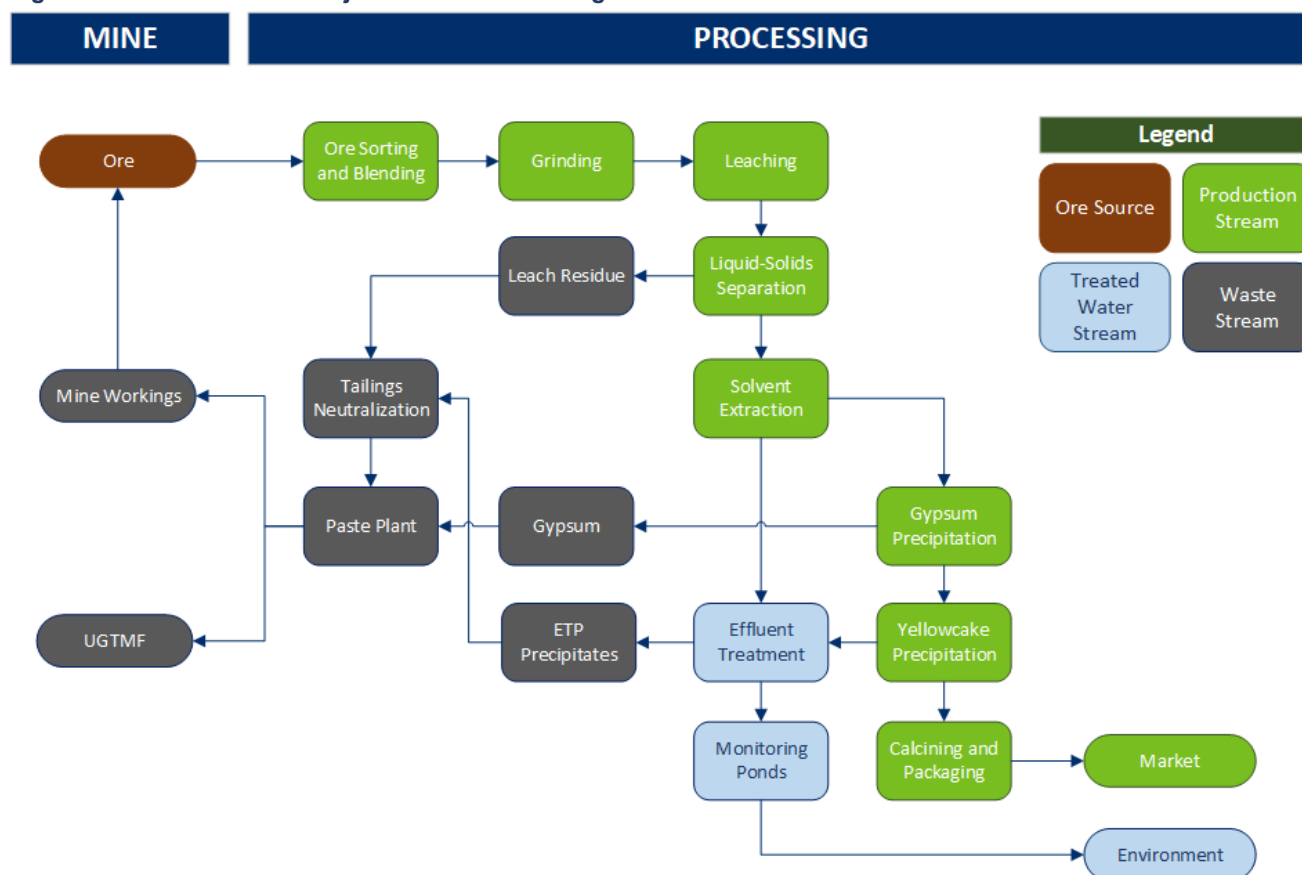 MINE
PROCESSING
Ore
Ore Sorting
and Blending
Grinding
Leaching
Legend
Ore Source
Production
Stream
Treated
Water
Stream
Waste
Stream
Leach Residue
Liquid-Solids
Separation
Mine Workings
Tailings
Neutralization
Solvent
Extraction
Paste Plant
Gypsum
Gypsum
Precipitation
UGTMF
ETP
Precipitates
Effluent
Treatment
Yellowcake
Precipitation
Monitoring
Ponds
Calcining and
Packaging
Market
Environment